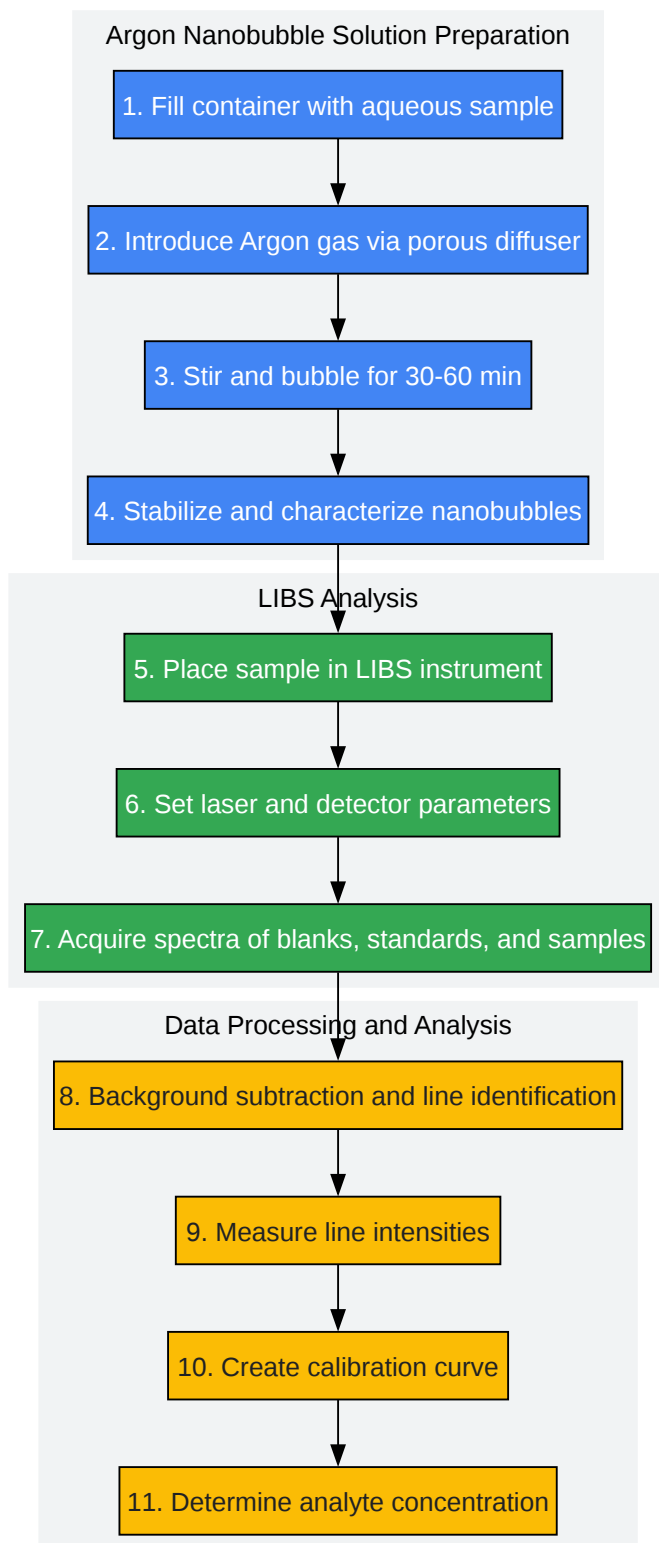 Argon Nanobubble Solution Preparation
1. Fill container with aqueous sample
2. Introduce Argon gas via porous diffuser
3. Stir and bubble for 30-60 min
4. Stabilize and characterize nanobubbles
LIBS Analysis
5. Place sample in LIBS instrument
6. Set laser and detector parameters
7. Acquire spectra of blanks, standards, and samples
Data Processing and Analysis
8. Background subtraction and line identification
9. Measure line intensities
10. Create calibration curve
11. Determine analyte concentration